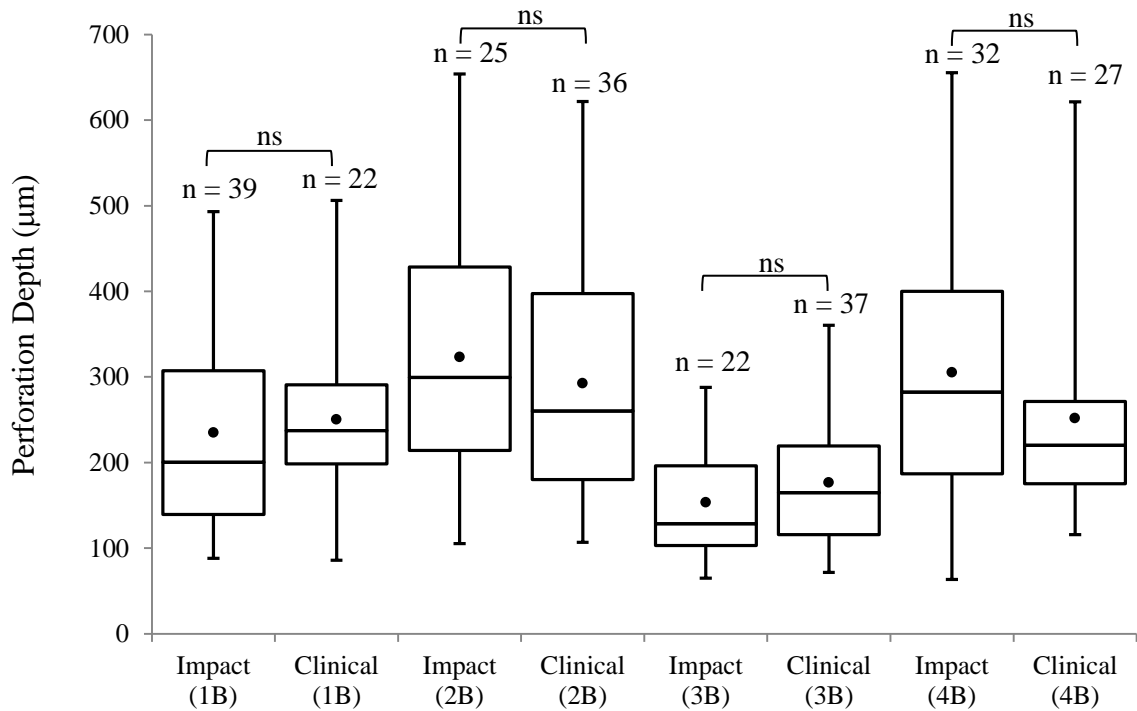 ns
ns
700
n = 25
n = 32
n = 27
n = 36
600
ns
n = 39
n = 22
500
ns
400
n = 37
n = 22
300
200
100
0
Perforation Depth (µm)
Impact
(1B)
Clinical
(1B)
Impact
(2B)
Clinical
(2B)
Impact
(3B)
Clinical
(3B)
Impact
(4B)
Clinical
(4B)